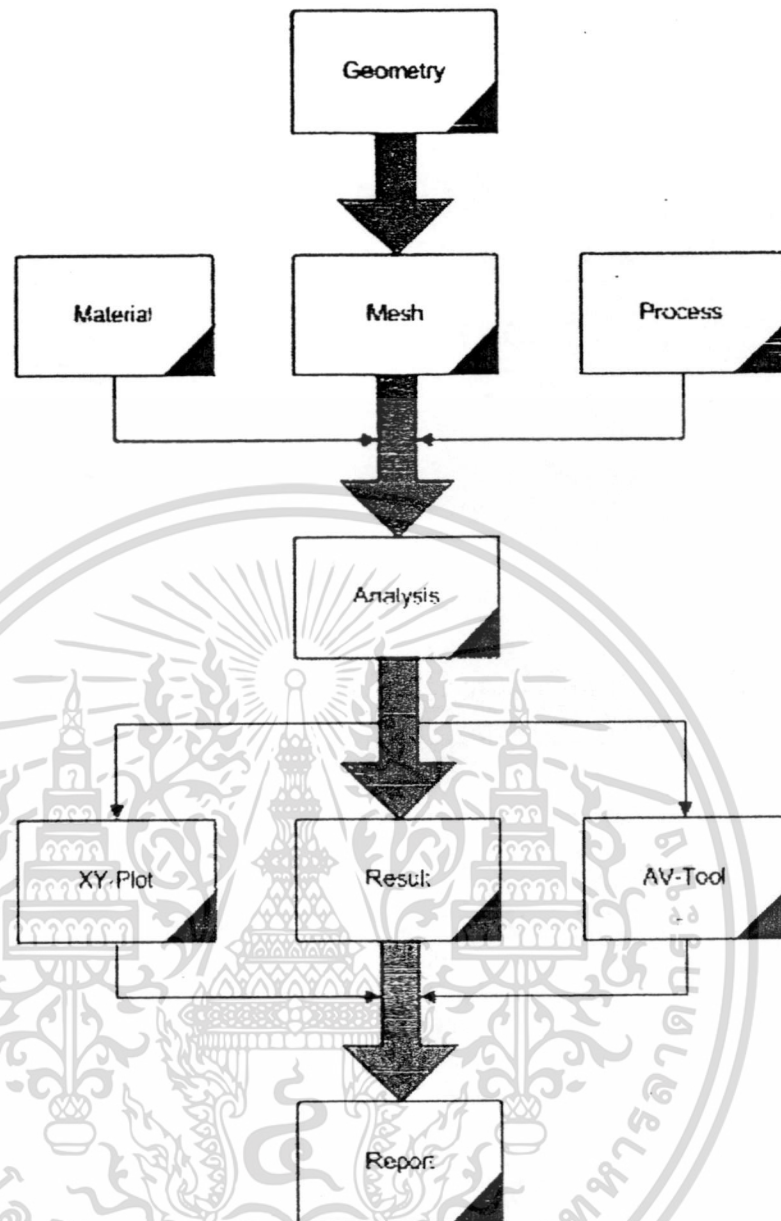 Geometry
Material
Mesh
Process
Analysis
XY-Plot
Result
AV-Tool
Report